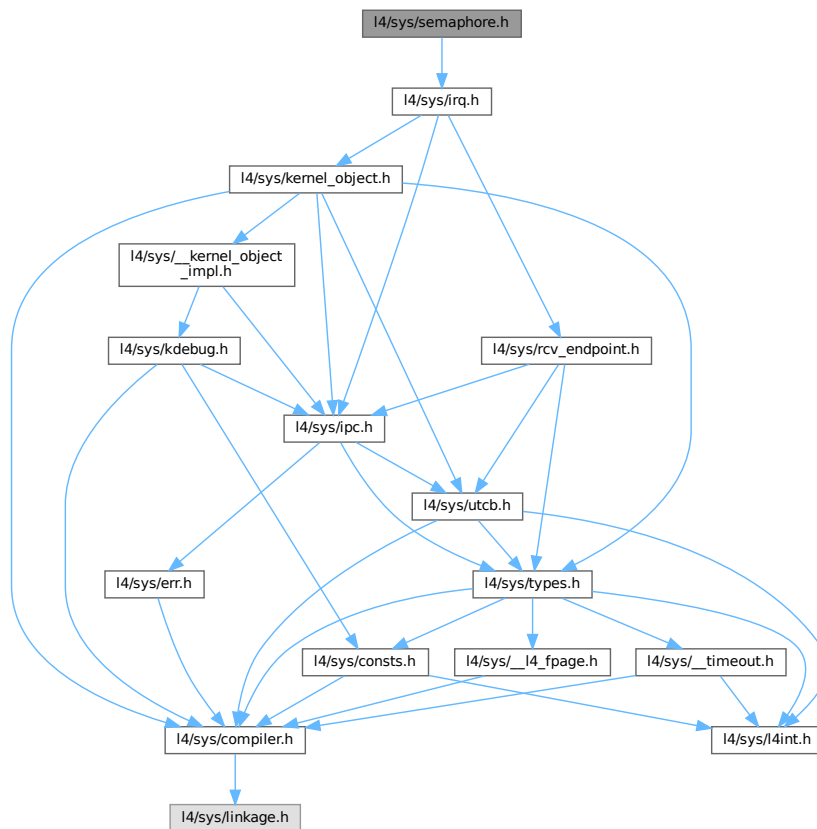 l4/sys/semaphore.h
l4/sys/irq.h
l4/sys/kernel_object.h
l4/sys/__kernel_object
_impl.h
l4/sys/kdebug.h
l4/sys/rcv_endpoint.h
l4/sys/ipc.h
l4/sys/utcb.h
l4/sys/err.h
l4/sys/types.h
l4/sys/consts.h
l4/sys/__l4_fpage.h
l4/sys/__timeout.h
l4/sys/compiler.h
l4/sys/l4int.h
l4/sys/linkage.h